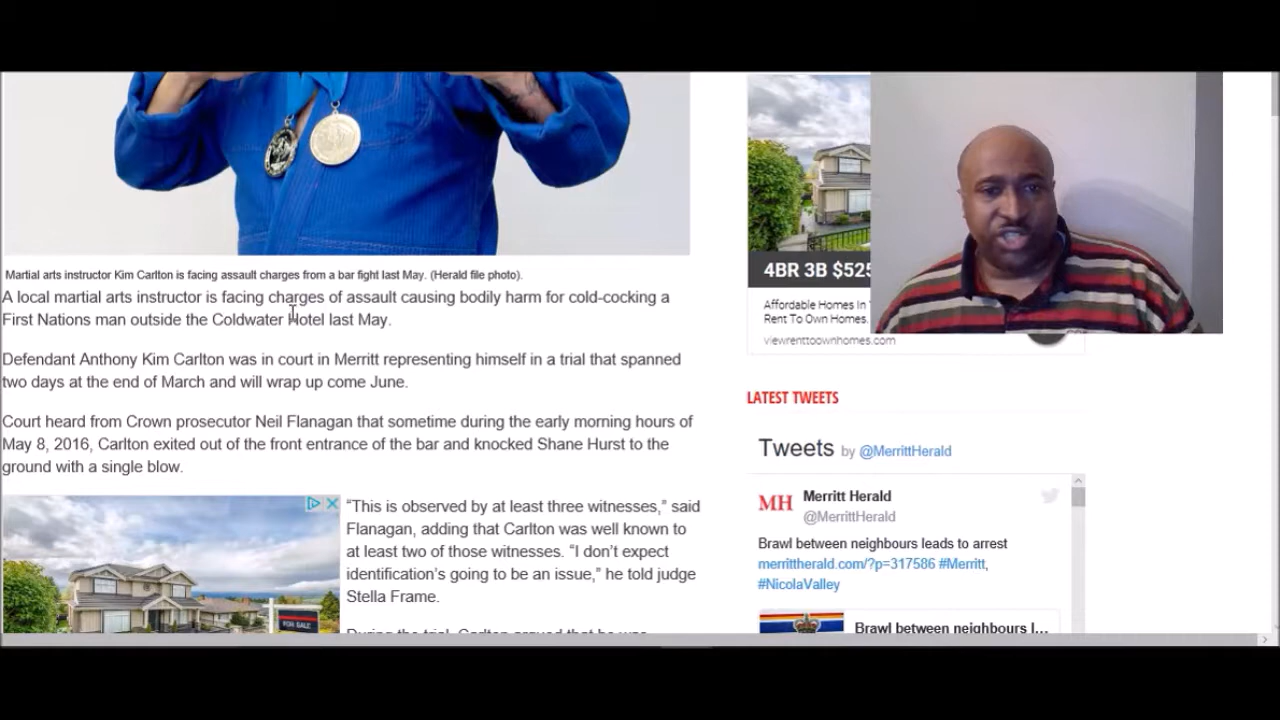 Martial arts instructor Kim Carlton is facing assault charges from a bar fight last May. (Herald file photo).
A local martial arts instructor is facing charges of assault causing bodily harm for cold-cocking a
First Nations man outside the Coldwater Hotel last May.
Defendant Anthony Kim Carlton was in court in Merritt representing himself in a trial that spanned
two days at the end of March and will wrap up come June.
Court heard from Crown prosecutor Neil Flanagan that sometime during the early morning hours of
May 8, 2016, Carlton exited out of the front entrance of the bar and knocked Shane Hurst to the
ground with a single blow.
“This is observed by at least three witnesses,” said
Flanagan, adding that Carlton was well known to
at least two of those witnesses. “I don’t expect
identification’s going to be an issue,” he told judge
Stella Frame.
During the trial, Carlton argued that he was
FOR SALE
4BR 3B $525
Affordable Homes In
Rent To Own Homes.
viewrenttoownhomes.com
LATEST TWEETS
Tweets by @MerrittHerald
MH Merritt Herald
@MerrittHerald
Brawl between neighbours leads to arrest
merrittherald.com/?p=317586 #Merritt,
#NicolaValley
Brawl between neighbours l...